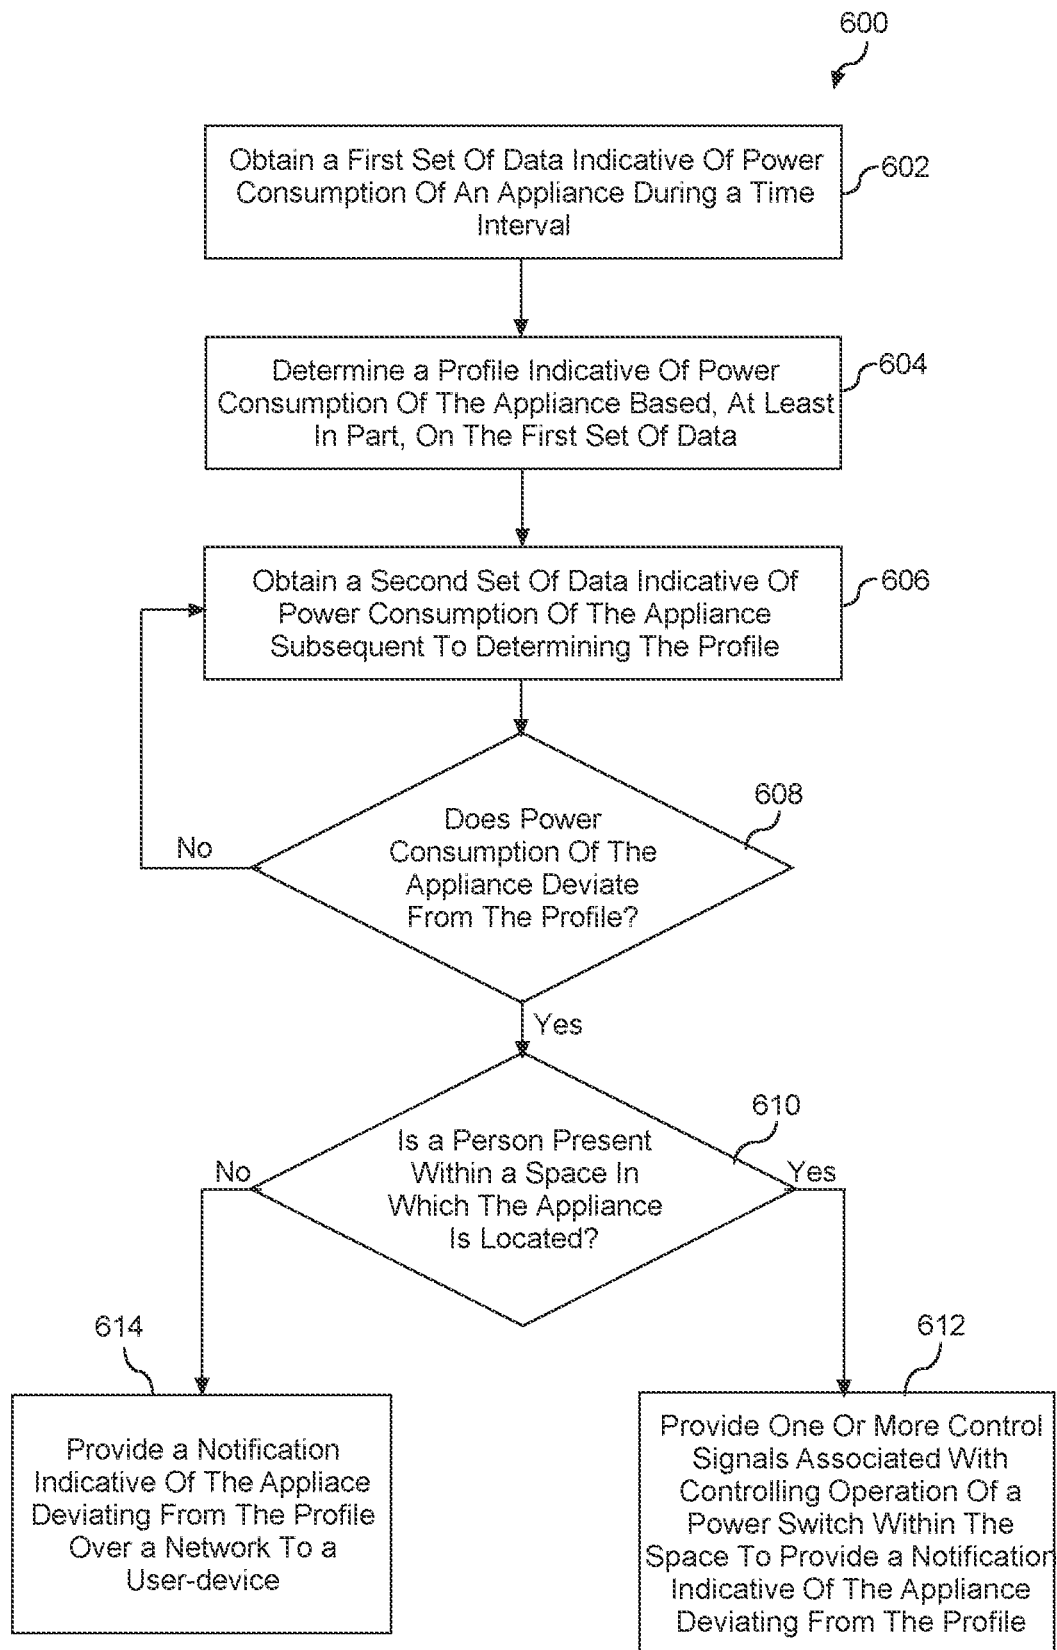 600
Obtain a First Set Of Data Indicative Of Power
Consumption Of An Appliance During a Time
Interval
602
Determine a Profile Indicative Of Power
Consumption Of The Appliance Based, At Least
In Part, On The First Set Of Data
604
Obtain a Second Set Of Data Indicative Of
Power Consumption Of The Appliance
Subsequent To Determining The Profile
606
Does Power
Consumption Of The
Appliance Deviate
From The Profile?
608
No
Yes
Is a Person Present
Within a Space In
Which The Appliance
Is Located?
610
No
Yes
614
Provide a Notification
Indicative Of The Appliace
Deviating From The Profile
Over a Network To a
User-device
612
Provide One Or More Control
Signals Associated With
Controlling Operation Of a
Power Switch Within The
Space To Provide a Notification
Indicative Of The Appliance
Deviating From The Profile